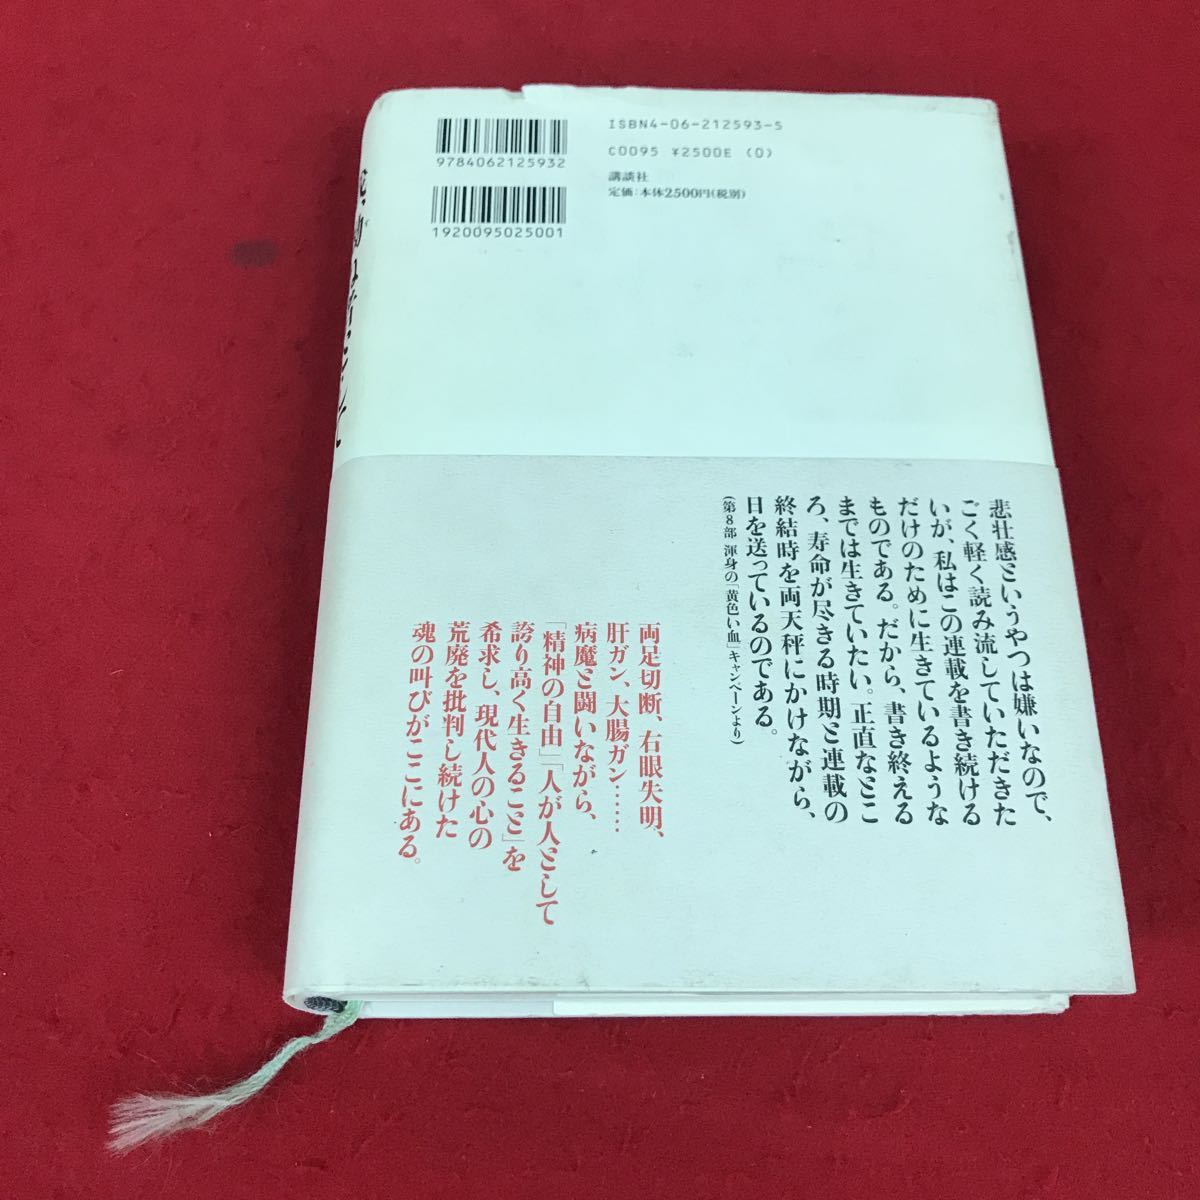 ISBN4-06-212593-5
C0095 ¥2500E (0)
講談社
定価:本体2500円(税別)
9784062125932
1920095025001
悲壮感というやつは嫌いなので、
ごく軽く読み流していただきた
いが、私はこの連載を書き続ける
だけのために生きているような
ものである。だから、書き終える
までは生きていたい。正直なとこ
ろ、寿命が尽きる時期と連載の
終結時を両天秤にかけながら、
日を送っているのである。
(第8部 渾身の「黄色い血」キャンペーンより)
両足切断、右眼失明、
肝ガン、大腸ガン……
病魔と闘いながら、
「精神の自由」「人が人として
誇り高く生きること」を
希求し、現代人の心の
荒廃を批判し続けた
魂の叫びがここにある。